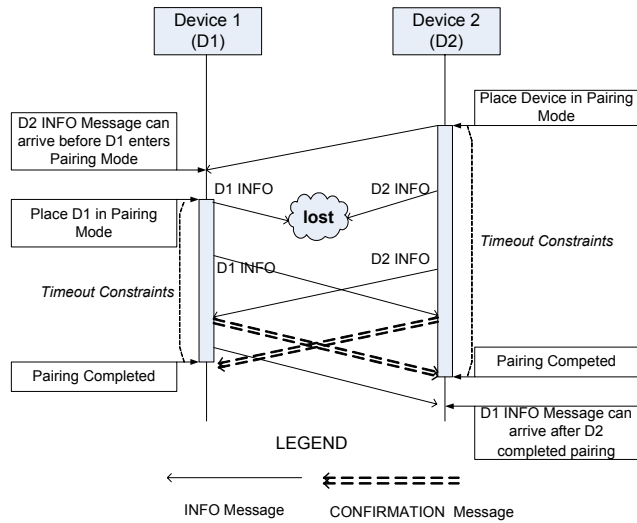 Device 1
(D1)
Device 2
(D2)
Place Device in Pairing
Mode
D2 INFO Message can
arrive before D1 enters
Pairing Mode
D1 INFO
D2 INFO
lost
Place D1 in Pairing
Mode
Timeout Constraints
Timeout Constraints
D1 INFO
D2 INFO
Pairing Completed
Pairing Competed
D1 INFO Message can
arrive after D2
completed pairing
LEGEND
INFO Message
CONFIRMATION Message